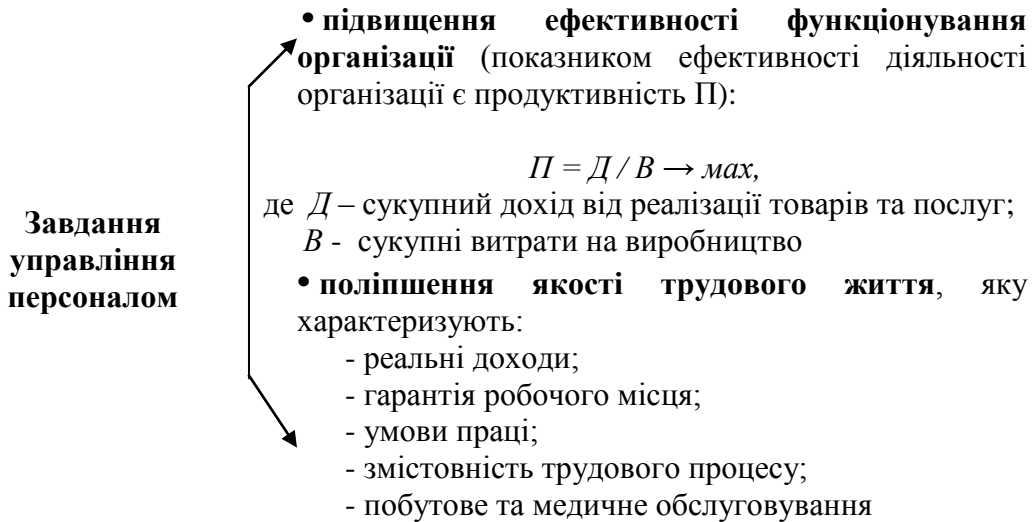 • підвищення ефективності функціонування
організації (показником ефективності діяльності
організації є продуктивність П):
П = Д / В → мах,
де Д – сукупний дохід від реалізації товарів та послуг;
В - сукупні витрати на виробництво
Завдання
управління
персоналом
• поліпшення якості трудового життя, яку
характеризують:
- реальні доходи;
- гарантія робочого місця;
- умови праці;
- змістовність трудового процесу;
- побутове та медичне обслуговування